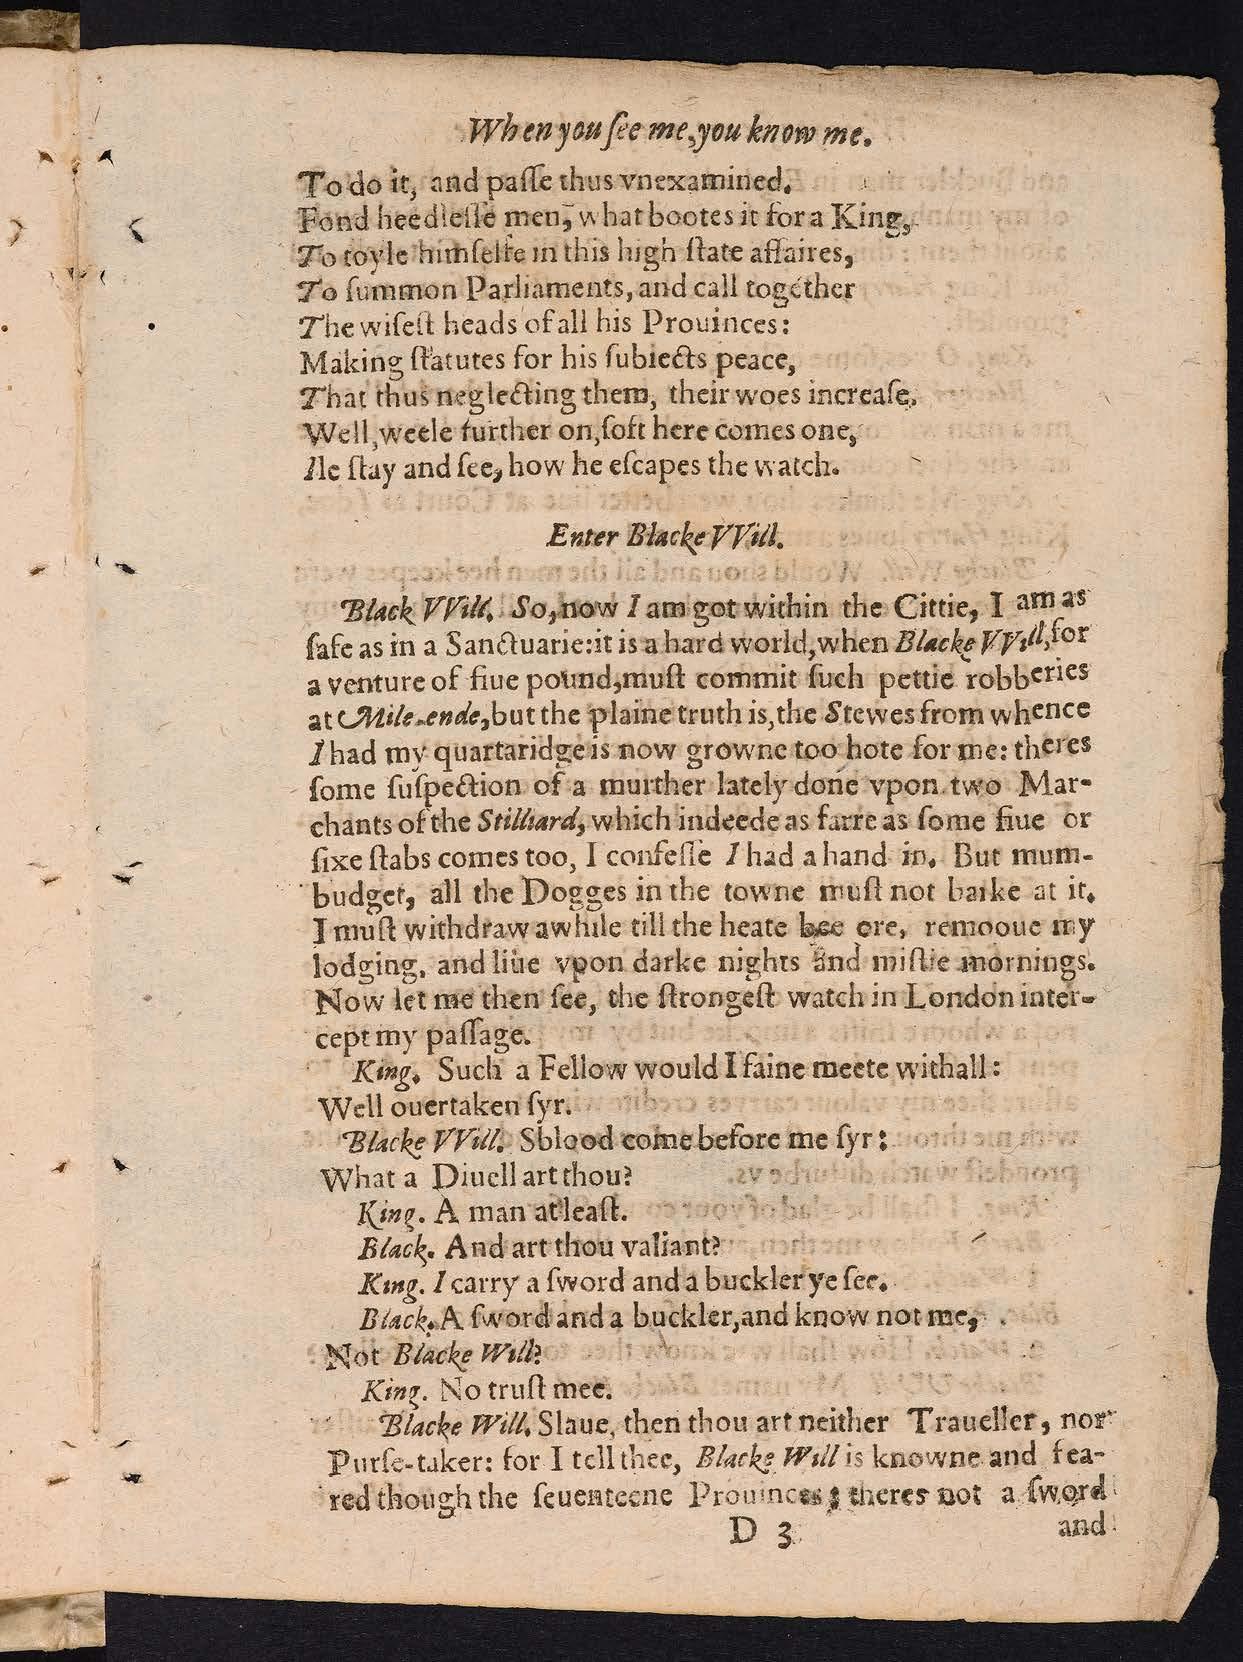 When you ſee me, you know me.
To do it, and paſſe thus vnexamined.
Fond heedleſſe men, what bootes it for a King,
To toyle himſelfe in this high ſtate affaires,
To ſummon Parliaments, and call together
The wiſeſt heads of all his Prouinces:
Making ſtatutes for his ſubiects peace,
That thus neglecting them, their woes increaſe.
Well, weele further on, ſoft here comes one,
Ile ſtay and ſee, how he eſcapes the watch.
Enter Blacke VVill.
Black VVill. So, now I am got within the Cittie, I am as
ſafe as in a Sanctuarie: it is a hard world, when Blacke VVill, for
a venture of fiue pound, muſt commit ſuch pettie robberies
at Mile-ende, but the plaine truth is, the Stewes from whence
I had my quartaridge is now growne too hote for me: theres
ſome ſuſpection of a murther lately done vpon two Mar-
chants of the Stilliard, which indeede as farre as ſome fiue or
ſixe ſtabs comes too, I confeſſe I had a hand in. But mum-
budget, all the Dogges in the towne muſt not barke at it.
I muſt withdraw awhile till the heate bee ore, remooue my
lodging, and liue vpon darke nights and miſtie mornings.
Now let me then ſee, the ſtrongeſt watch in London inter-
cept my paſſage.
King. Such a Fellow would I faine meete withall:
Well ouertaken ſyr.
Blacke VVill. Sblood come before me ſyr:
What a Diuell art thou?
King. A man at leaſt.
Black. And art thou valiant?
King. I carry a ſword and a buckler ye ſee.
Black. A ſword and a buckler, and know not me,
Not Blacke Will?
King. No truſt mee.
Blacke Will. Slaue, then thou art neither Traueller, nor
Purſe-taker: for I tell thee, Blacke Will is knowne and fea-
red though the ſeuenteene Prouinces; theres not a ſword
D 3 and